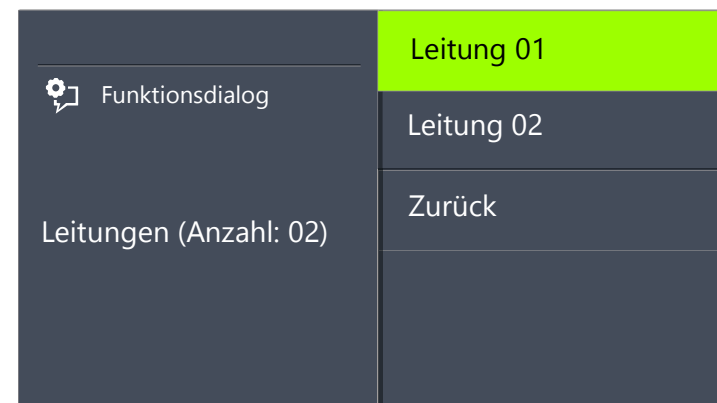 Funktionsdialog
Leitungen (Anzahl: 02)
Leitung 01
Leitung 02
Zurück